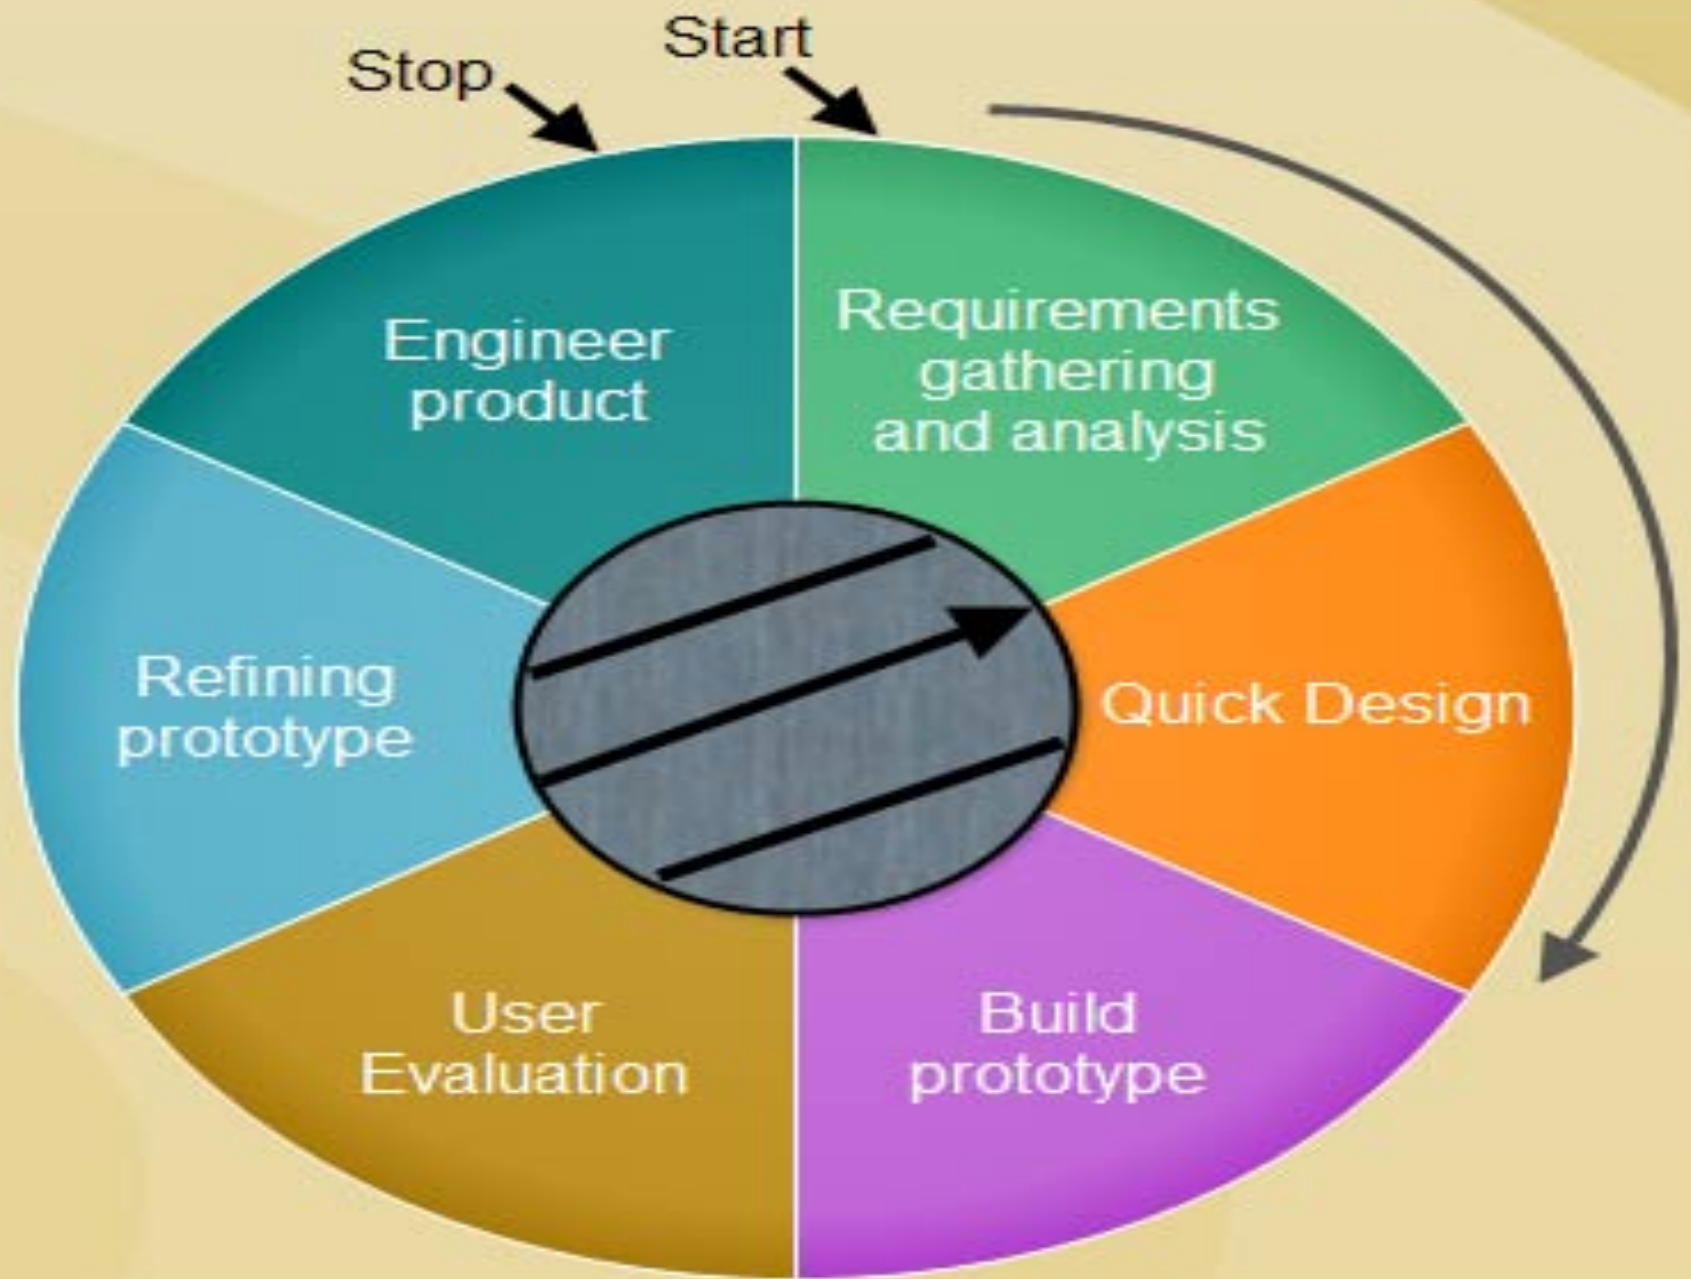 Stop
Start
Requirements
gathering
and analysis
Quick Design
Build
prototype
User
Evaluation
Refining
prototype
Engineer
product